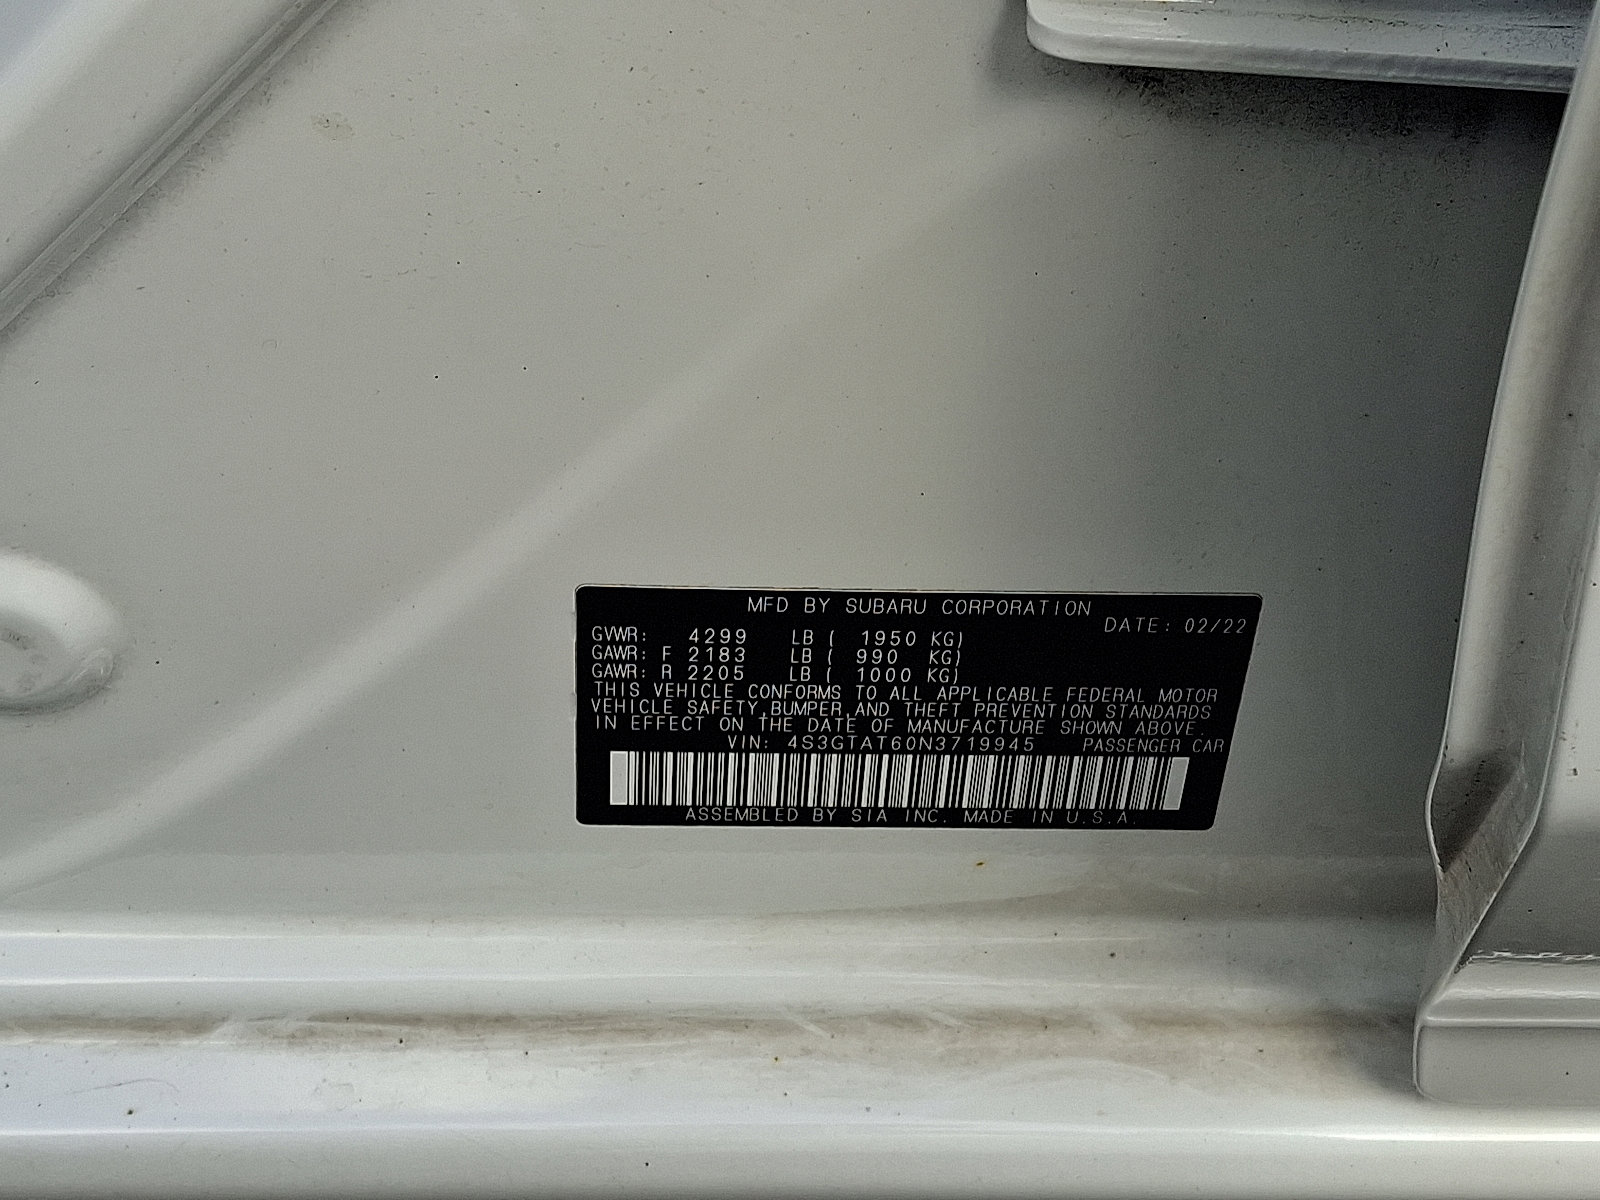 MFD BY SUBARU CORPORATION
DATE: 02/22
GVWR: 4299 LB ( 1950 KG)
GAWR: F 2183 LB ( 990 KG)
GAWR: R 2205 LB ( 1000 KG)
THIS VEHICLE CONFORMS TO ALL APPLICABLE FEDERAL MOTOR
VEHICLE SAFETY,BUMPER,AND THEFT PREVENTION STANDARDS
IN EFFECT ON THE DATE OF MANUFACTURE SHOWN ABOVE.
VIN: 4S3GTAT60N3719945 PASSENGER CAR
ASSEMBLED BY SIA INC. MADE IN U.S.A.